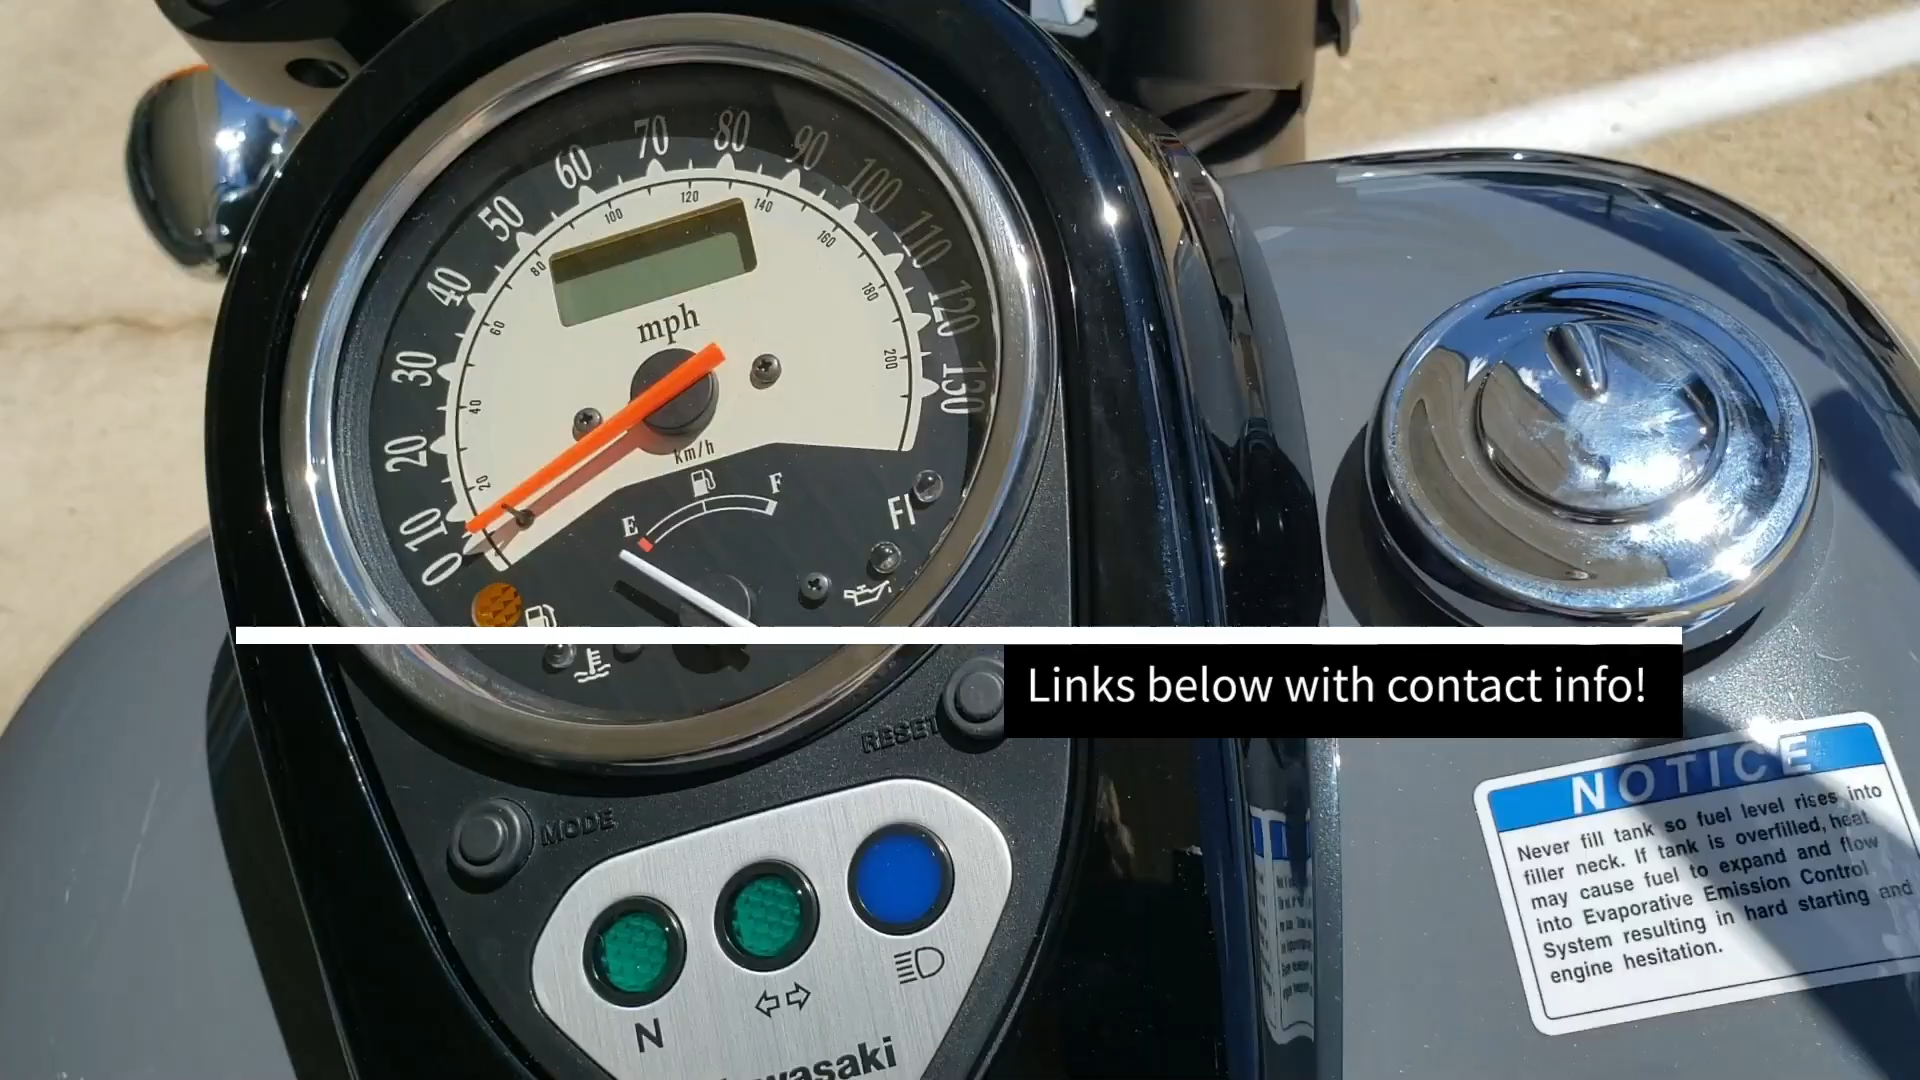 0
10
20
30
40
50
60
70
80
90
100
110
120
130
20
40
60
80
100
120
140
160
180
200
mph
km/h
E
F
FI
Links below with contact info!
RESET
MODE
N
NOTICE
Never fill tank so fuel level rises into
filler neck. If tank is overfilled, heat
may cause fuel to expand and flow
into Evaporative Emission Control
System resulting in hard starting and
engine hesitation.